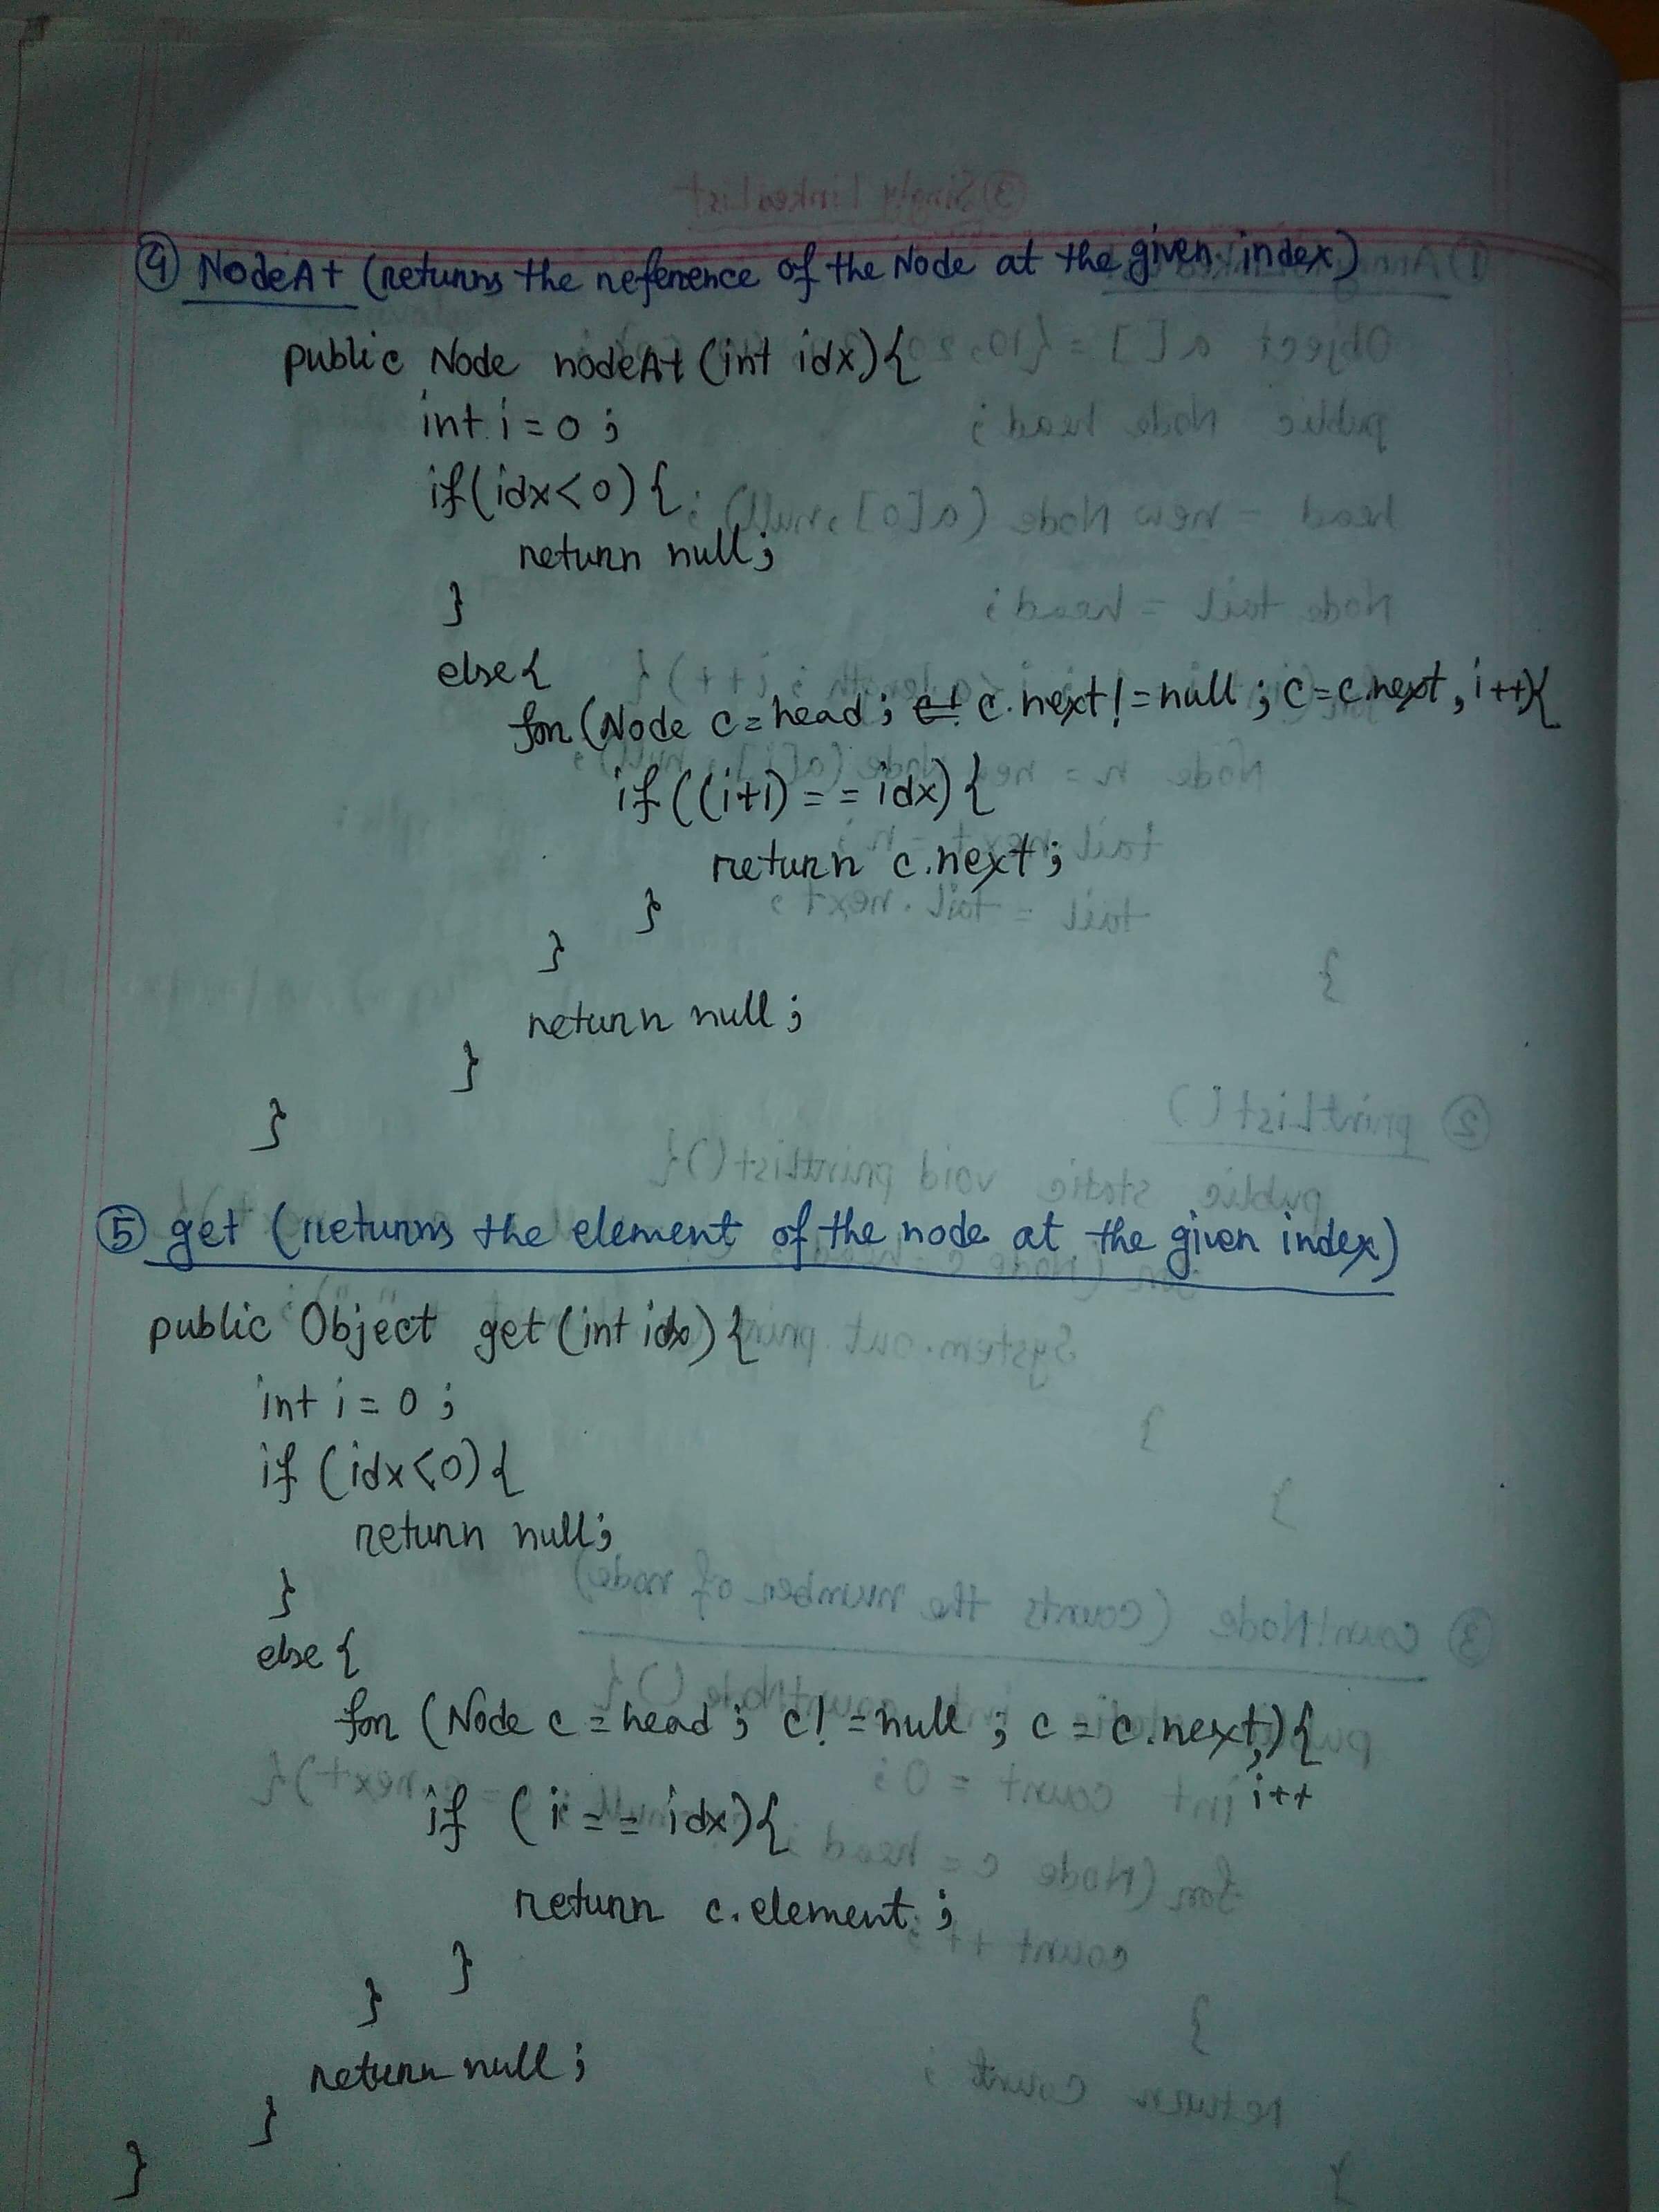 ④ NodeAt (returns the reference of the Node at the given index)
public Node nodeAt (int idx){
int i = 0 ;
if(idx<0){
return null;
}
else{
for (Node c = head ; c.next != null ; c = c.next, i++){
if ((i+1) == idx){
return c.next ;
}
}
return null ;
}
}
⑤ get (returns the element of the node at the given index)
public Object get (int idx) {
int i = 0 ;
if (idx<0){
return null;
}
else {
for (Node c = head ; c! = null ; c = c.next,){
i++
if ( i == idx){
return c.element ;
}
}
return null ;
}
}